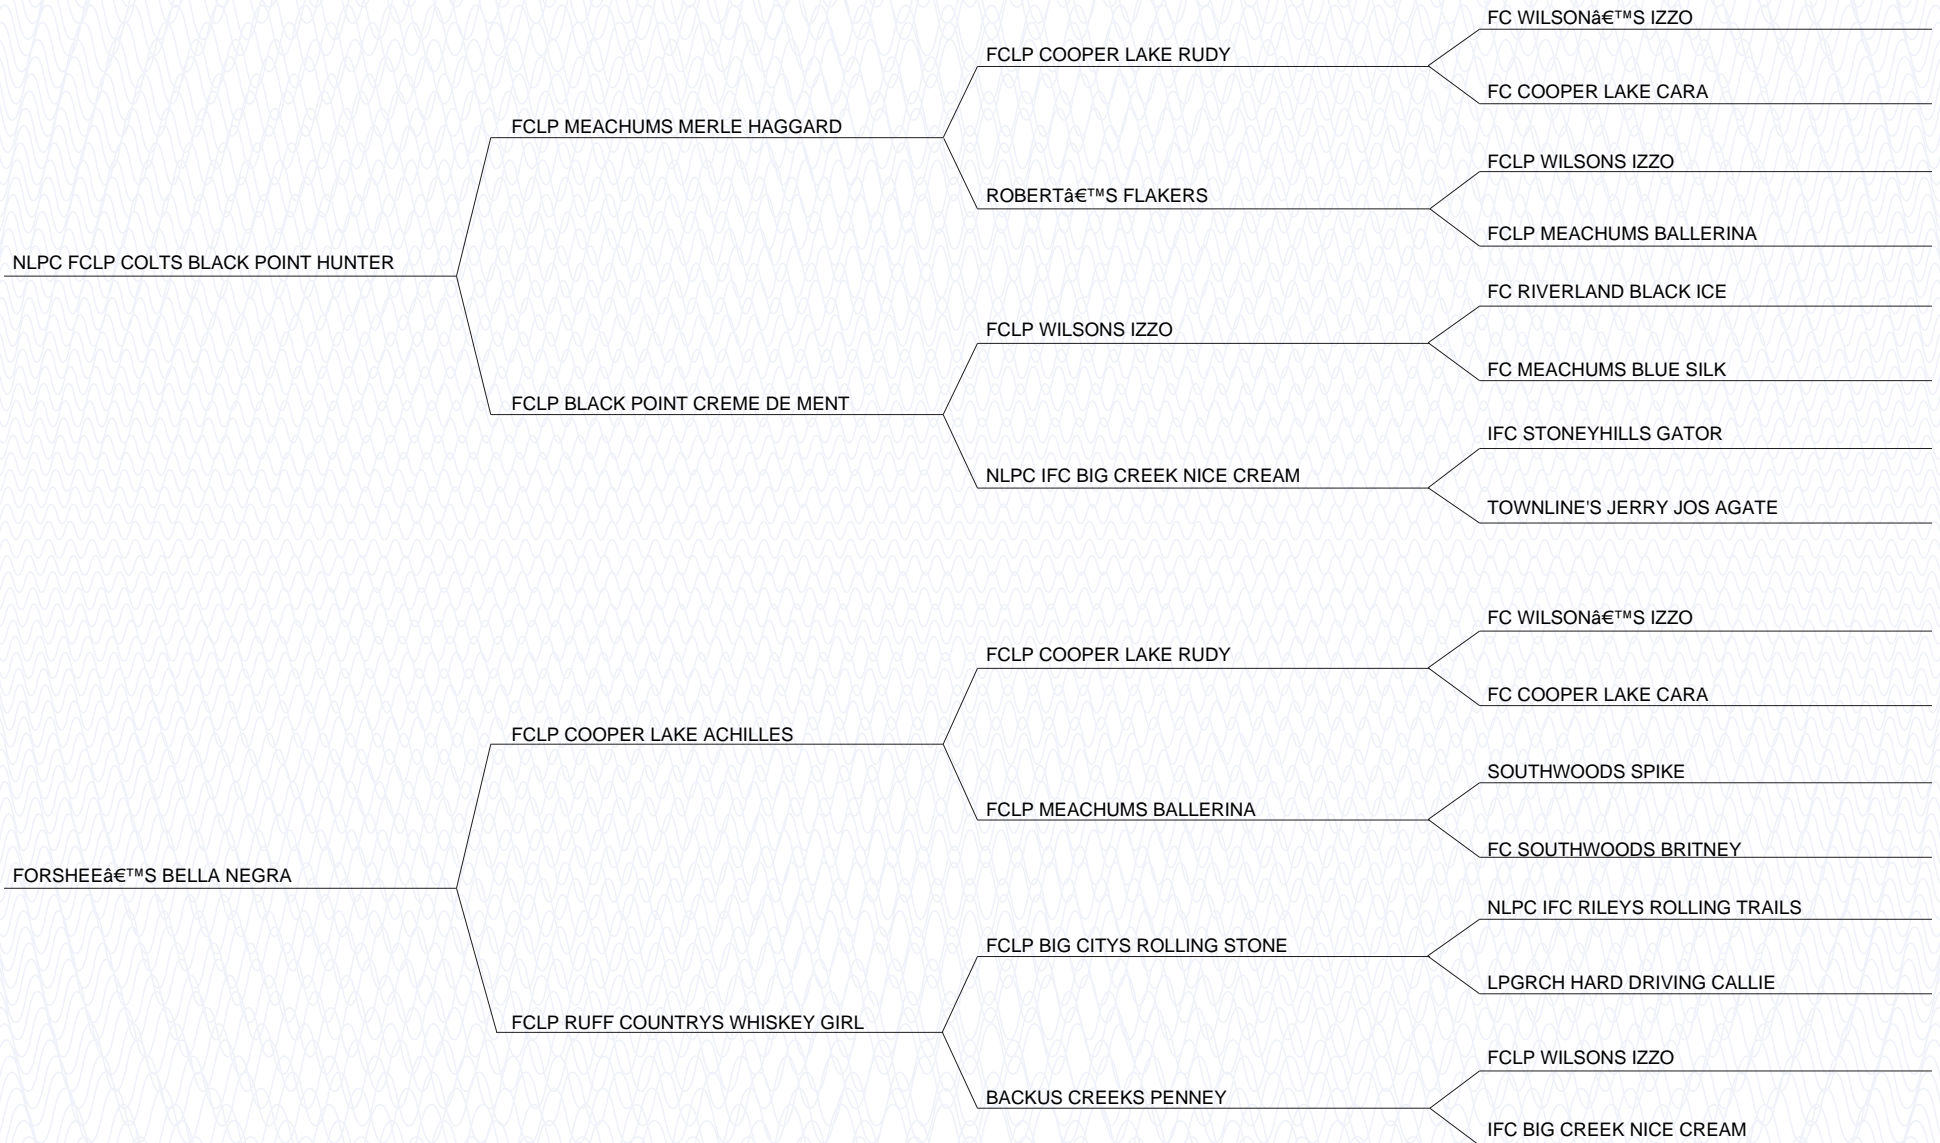 FC WILSONâ€™S IZZO
FCLP COOPER LAKE RUDY
FC COOPER LAKE CARA
FCLP MEACHUMS MERLE HAGGARD
FCLP WILSONS IZZO
ROBERTâ€™S FLAKERS
FCLP MEACHUMS BALLERINA
NLPC FCLP COLTS BLACK POINT HUNTER
FC RIVERLAND BLACK ICE
FCLP WILSONS IZZO
FC MEACHUMS BLUE SILK
FCLP BLACK POINT CREME DE MENT
IFC STONEYHILLS GATOR
NLPC IFC BIG CREEK NICE CREAM
TOWNLINE'S JERRY JOS AGATE
FC WILSONâ€™S IZZO
FCLP COOPER LAKE RUDY
FC COOPER LAKE CARA
FCLP COOPER LAKE ACHILLES
SOUTHWOODS SPIKE
FCLP MEACHUMS BALLERINA
FC SOUTHWOODS BRITNEY
FORSHEEâ€™S BELLA NEGRA
NLPC IFC RILEYS ROLLING TRAILS
FCLP BIG CITYS ROLLING STONE
LPGRCH HARD DRIVING CALLIE
FCLP RUFF COUNTRYS WHISKEY GIRL
FCLP WILSONS IZZO
BACKUS CREEKS PENNEY
IFC BIG CREEK NICE CREAM